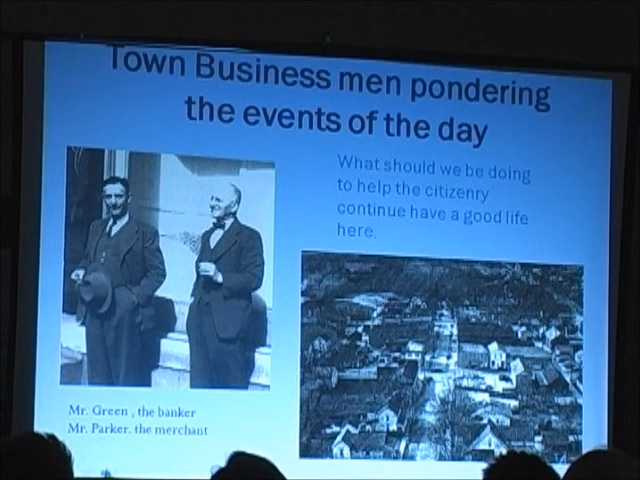 Town Business men pondering
the events of the day
What should we be doing
to help the citizenry
continue have a good life
here.
Mr. Green , the banker
Mr. Parker. the merchant